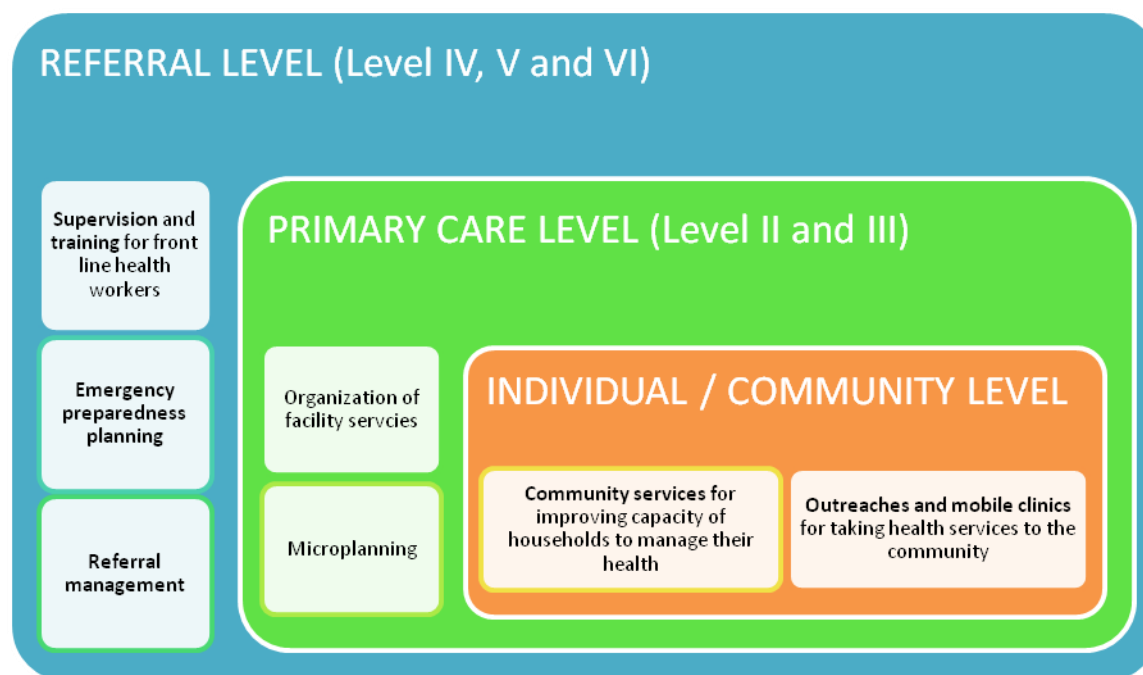 REFERRAL LEVEL (Level IV, V and VI)
Supervision and
training for front
line health
workers
Emergency
preparedness
planning
Referral
management
PRIMARY CARE LEVEL (Level II and III)
Organization of
facility servcies
Microplanning
INDIVIDUAL / COMMUNITY LEVEL
Community services for
improving capacity of
households to manage their
health
Outreaches and mobile clinics
for taking health services to the
community